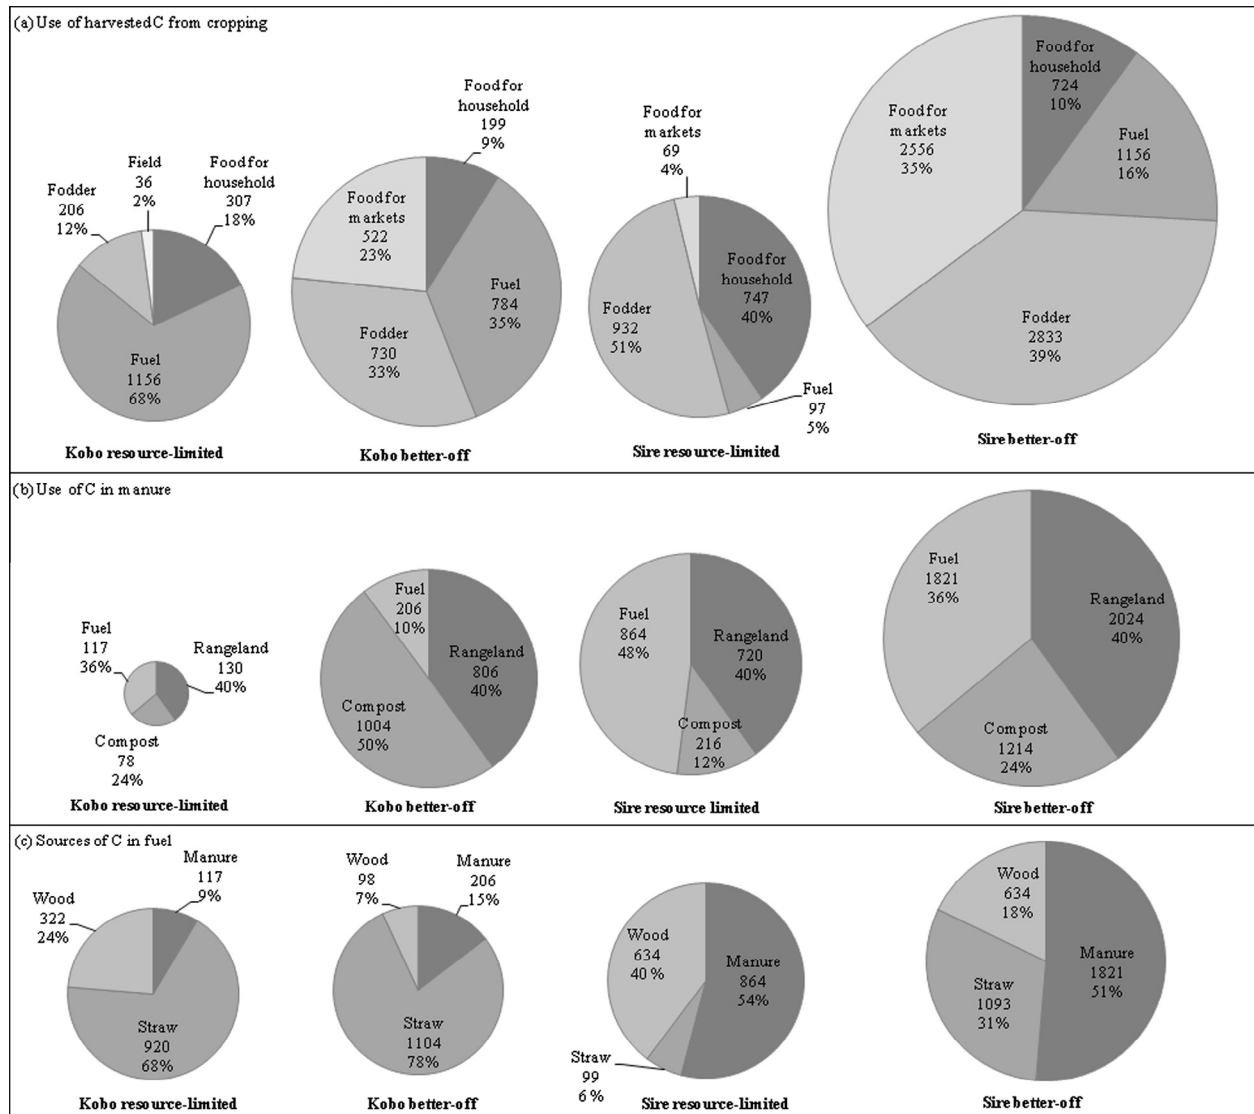 (a) Use of harvested C from cropping
Field
36
2%
Food for
household
307
18%
Fodder
206
12%
Fuel
1156
68%
Kobo resource-limited
Food for
household
199
9%
Food for
markets
522
23%
Fuel
784
35%
Fodder
730
33%
Kobo better-off
Food for
markets
69
4%
Food for
household
747
40%
Fodder
932
51%
Fuel
97
5%
Sire resource-limited
Food for
household
724
10%
Food for
markets
2556
35%
Fuel
1156
16%
Fodder
2833
39%
Sire better-off
(b) Use of C in manure
Fuel
117
36%
Rangeland
130
40%
Compost
78
24%
Kobo resource-limited
Fuel
206
10%
Rangeland
806
40%
Compost
1004
50%
Kobo better-off
Fuel
864
48%
Rangeland
720
40%
Compost
216
12%
Sire resource limited
Fuel
1821
36%
Rangeland
2024
40%
Compost
1214
24%
Sire better-off
(c) Sources of C in fuel
Manure
117
9%
Wood
322
24%
Straw
920
68%
Kobo resource-limited
Wood
98
7%
Manure
206
15%
Straw
1104
78%
Kobo better-off
Wood
634
40 %
Manure
864
54%
Straw
99
6 %
Sire resource-limited
Wood
634
18%
Manure
1821
51%
Straw
1093
31%
Sire better-off